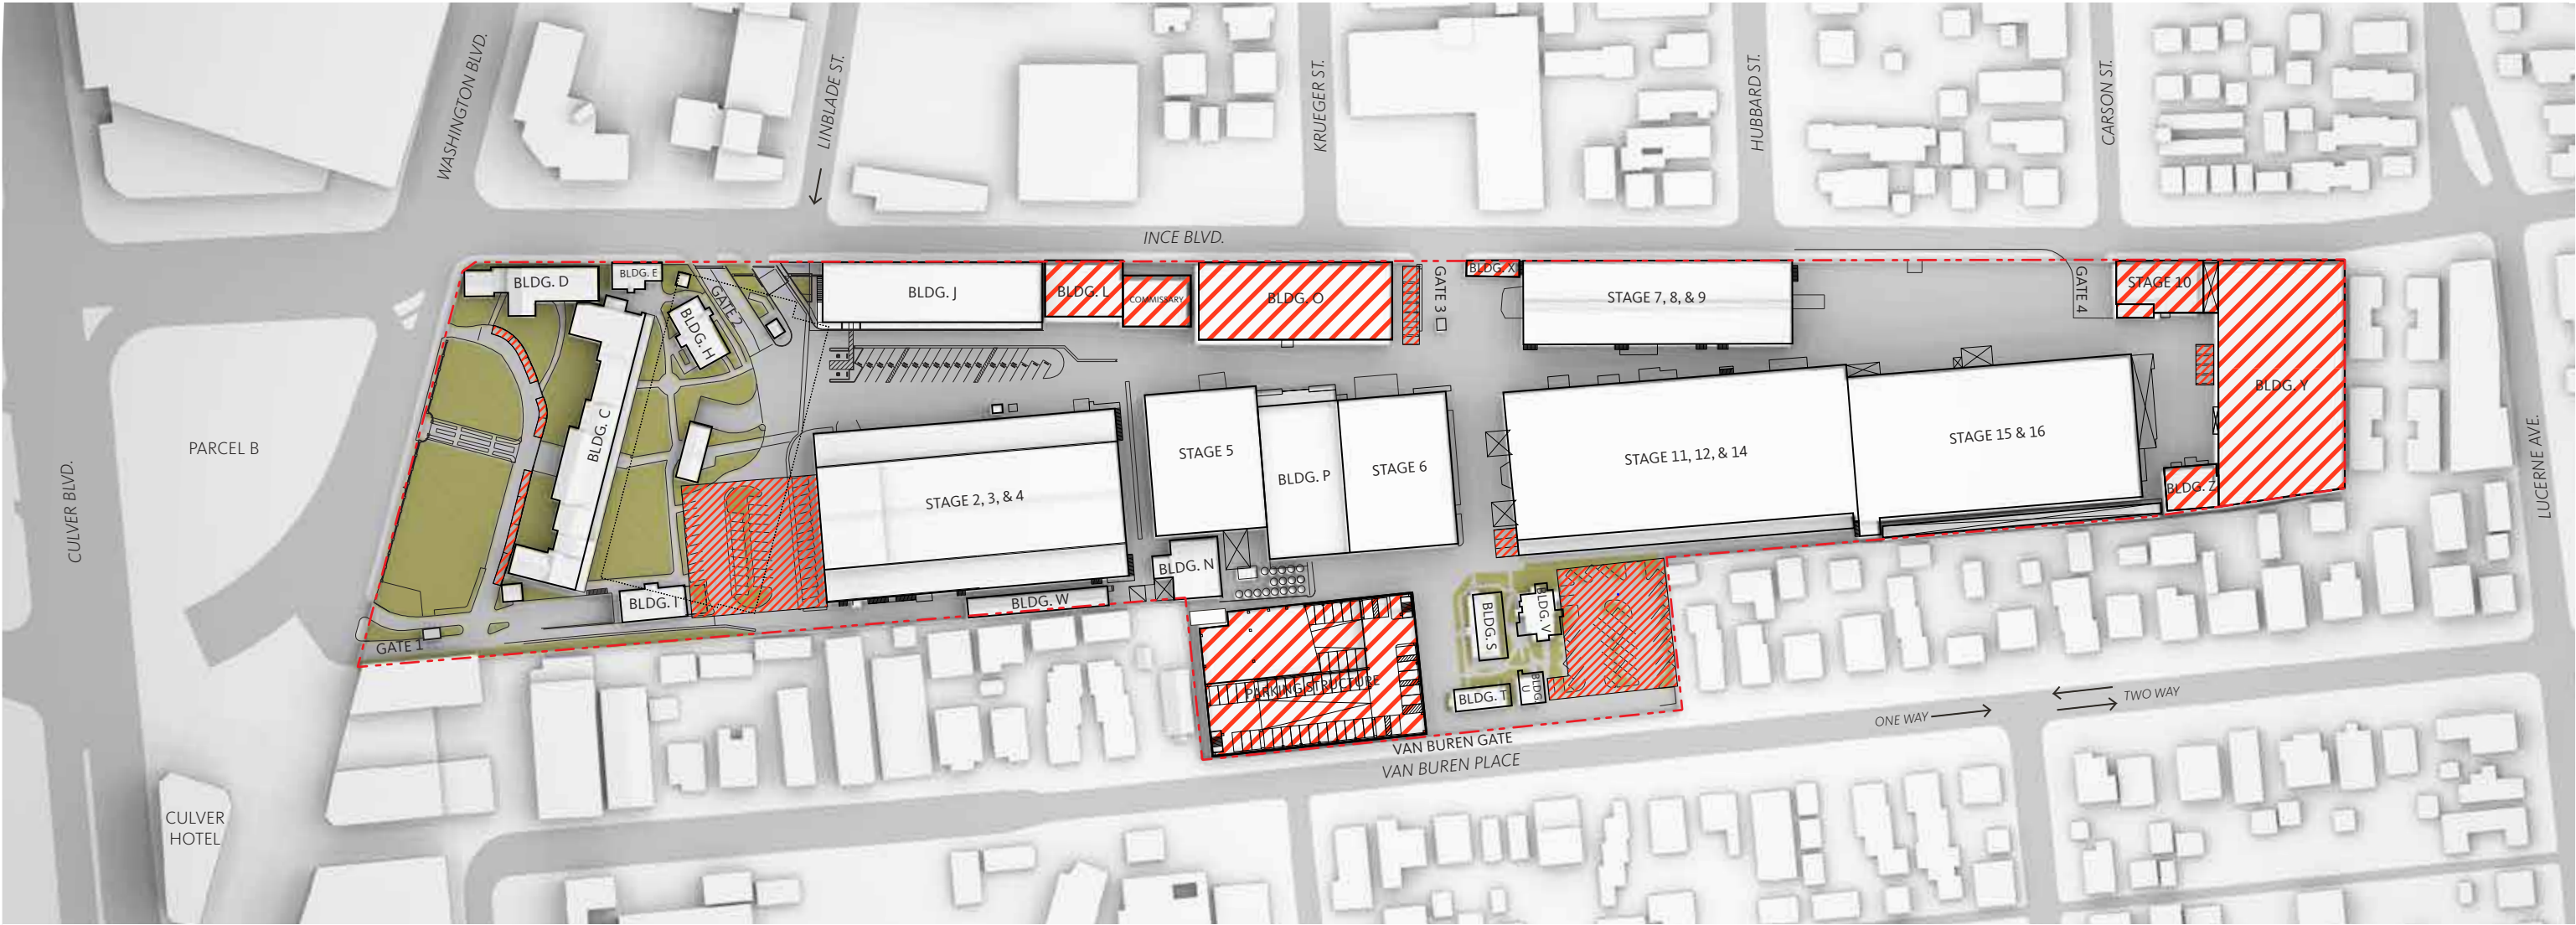 WASHINGTON BLVD.
LINBLADE ST.
KRUEGER ST.
HUBBARD ST.
CARSON ST.
INCE BLVD.
BLDG. D
BLDG. E
GATE 2
BLDG. H
BLDG. J
BLDG. L
COMMISSARY
BLDG. O
GATE 3
BLDG. X
STAGE 7, 8, & 9
GATE 4
STAGE 10
BLDG. Y
PARCEL B
CULVER BLVD.
BLDG. C
STAGE 2, 3, & 4
STAGE 5
BLDG. P
STAGE 6
STAGE 11, 12, & 14
STAGE 15 & 16
BLDG. Z
LUCERNE AVE.
BLDG. I
BLDG. W
BLDG. N
GATE 1
PARKING STRUCTURE
BLDG. S
BLDG. V
BLDG. T
BLDG.
U
TWO WAY
ONE WAY
VAN BUREN GATE
VAN BUREN PLACE
CULVER
HOTEL